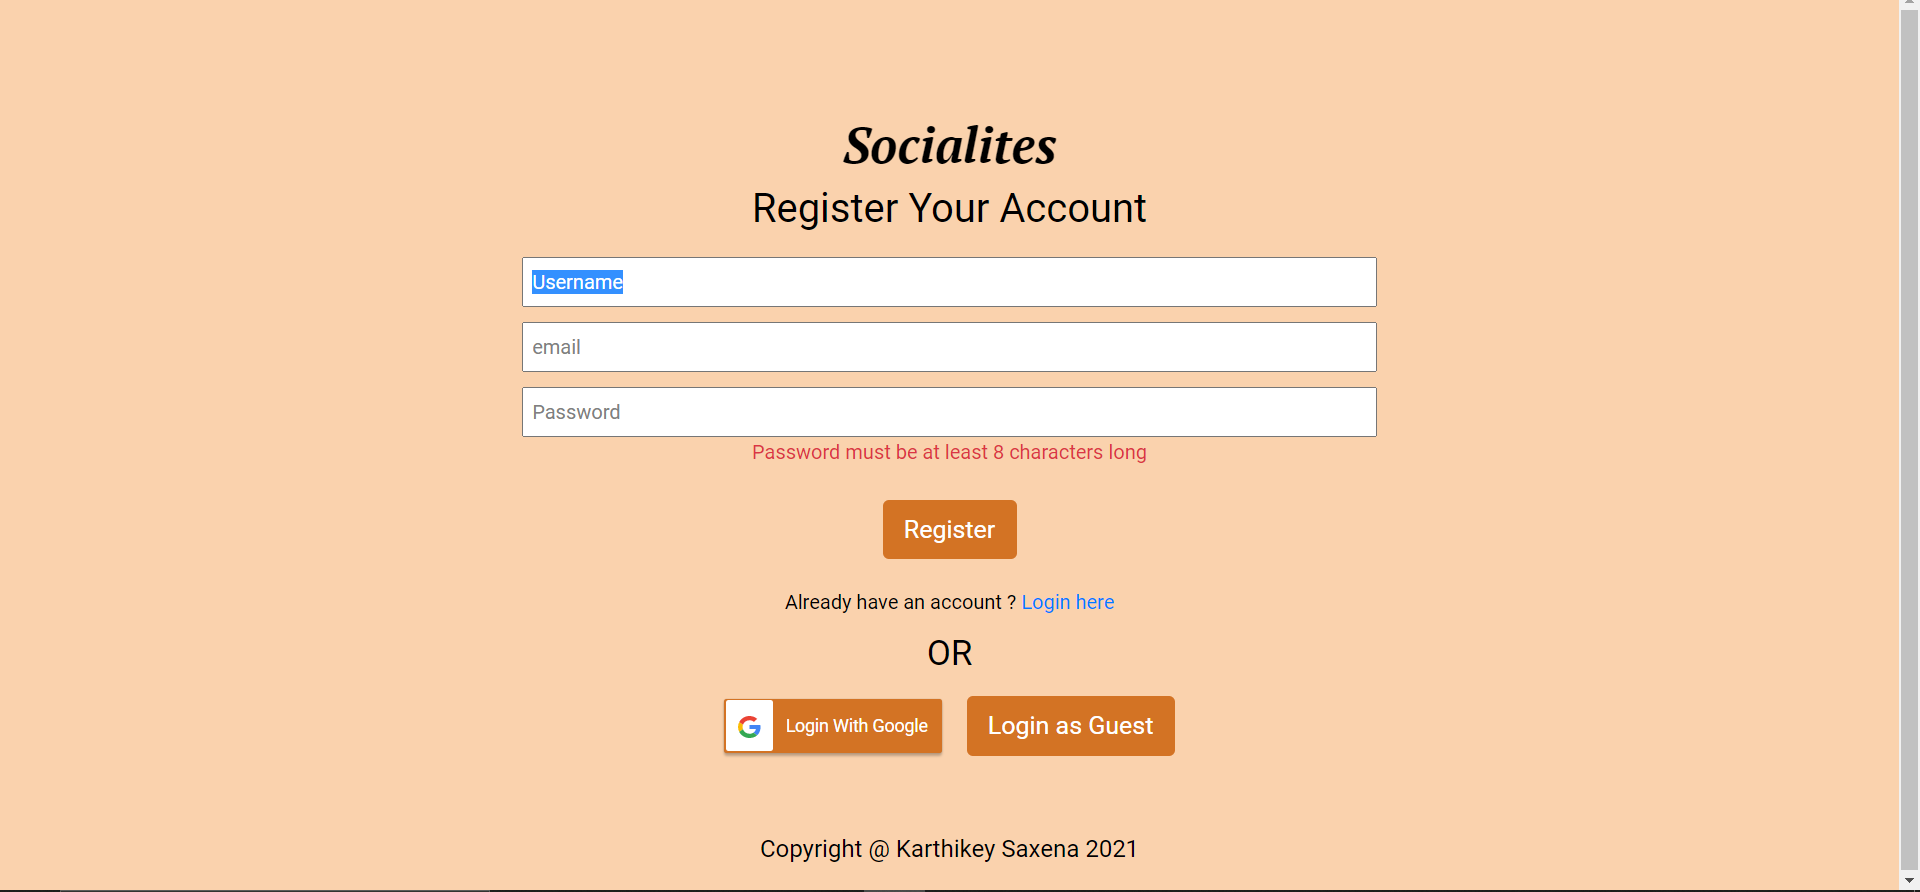 Socialites
Register Your Account
Username
email
Password
Password must be at least 8 characters long
Register
Already have an account ? Login here
OR
Login With Google
Login as Guest
Copyright @ Karthikey Saxena 2021